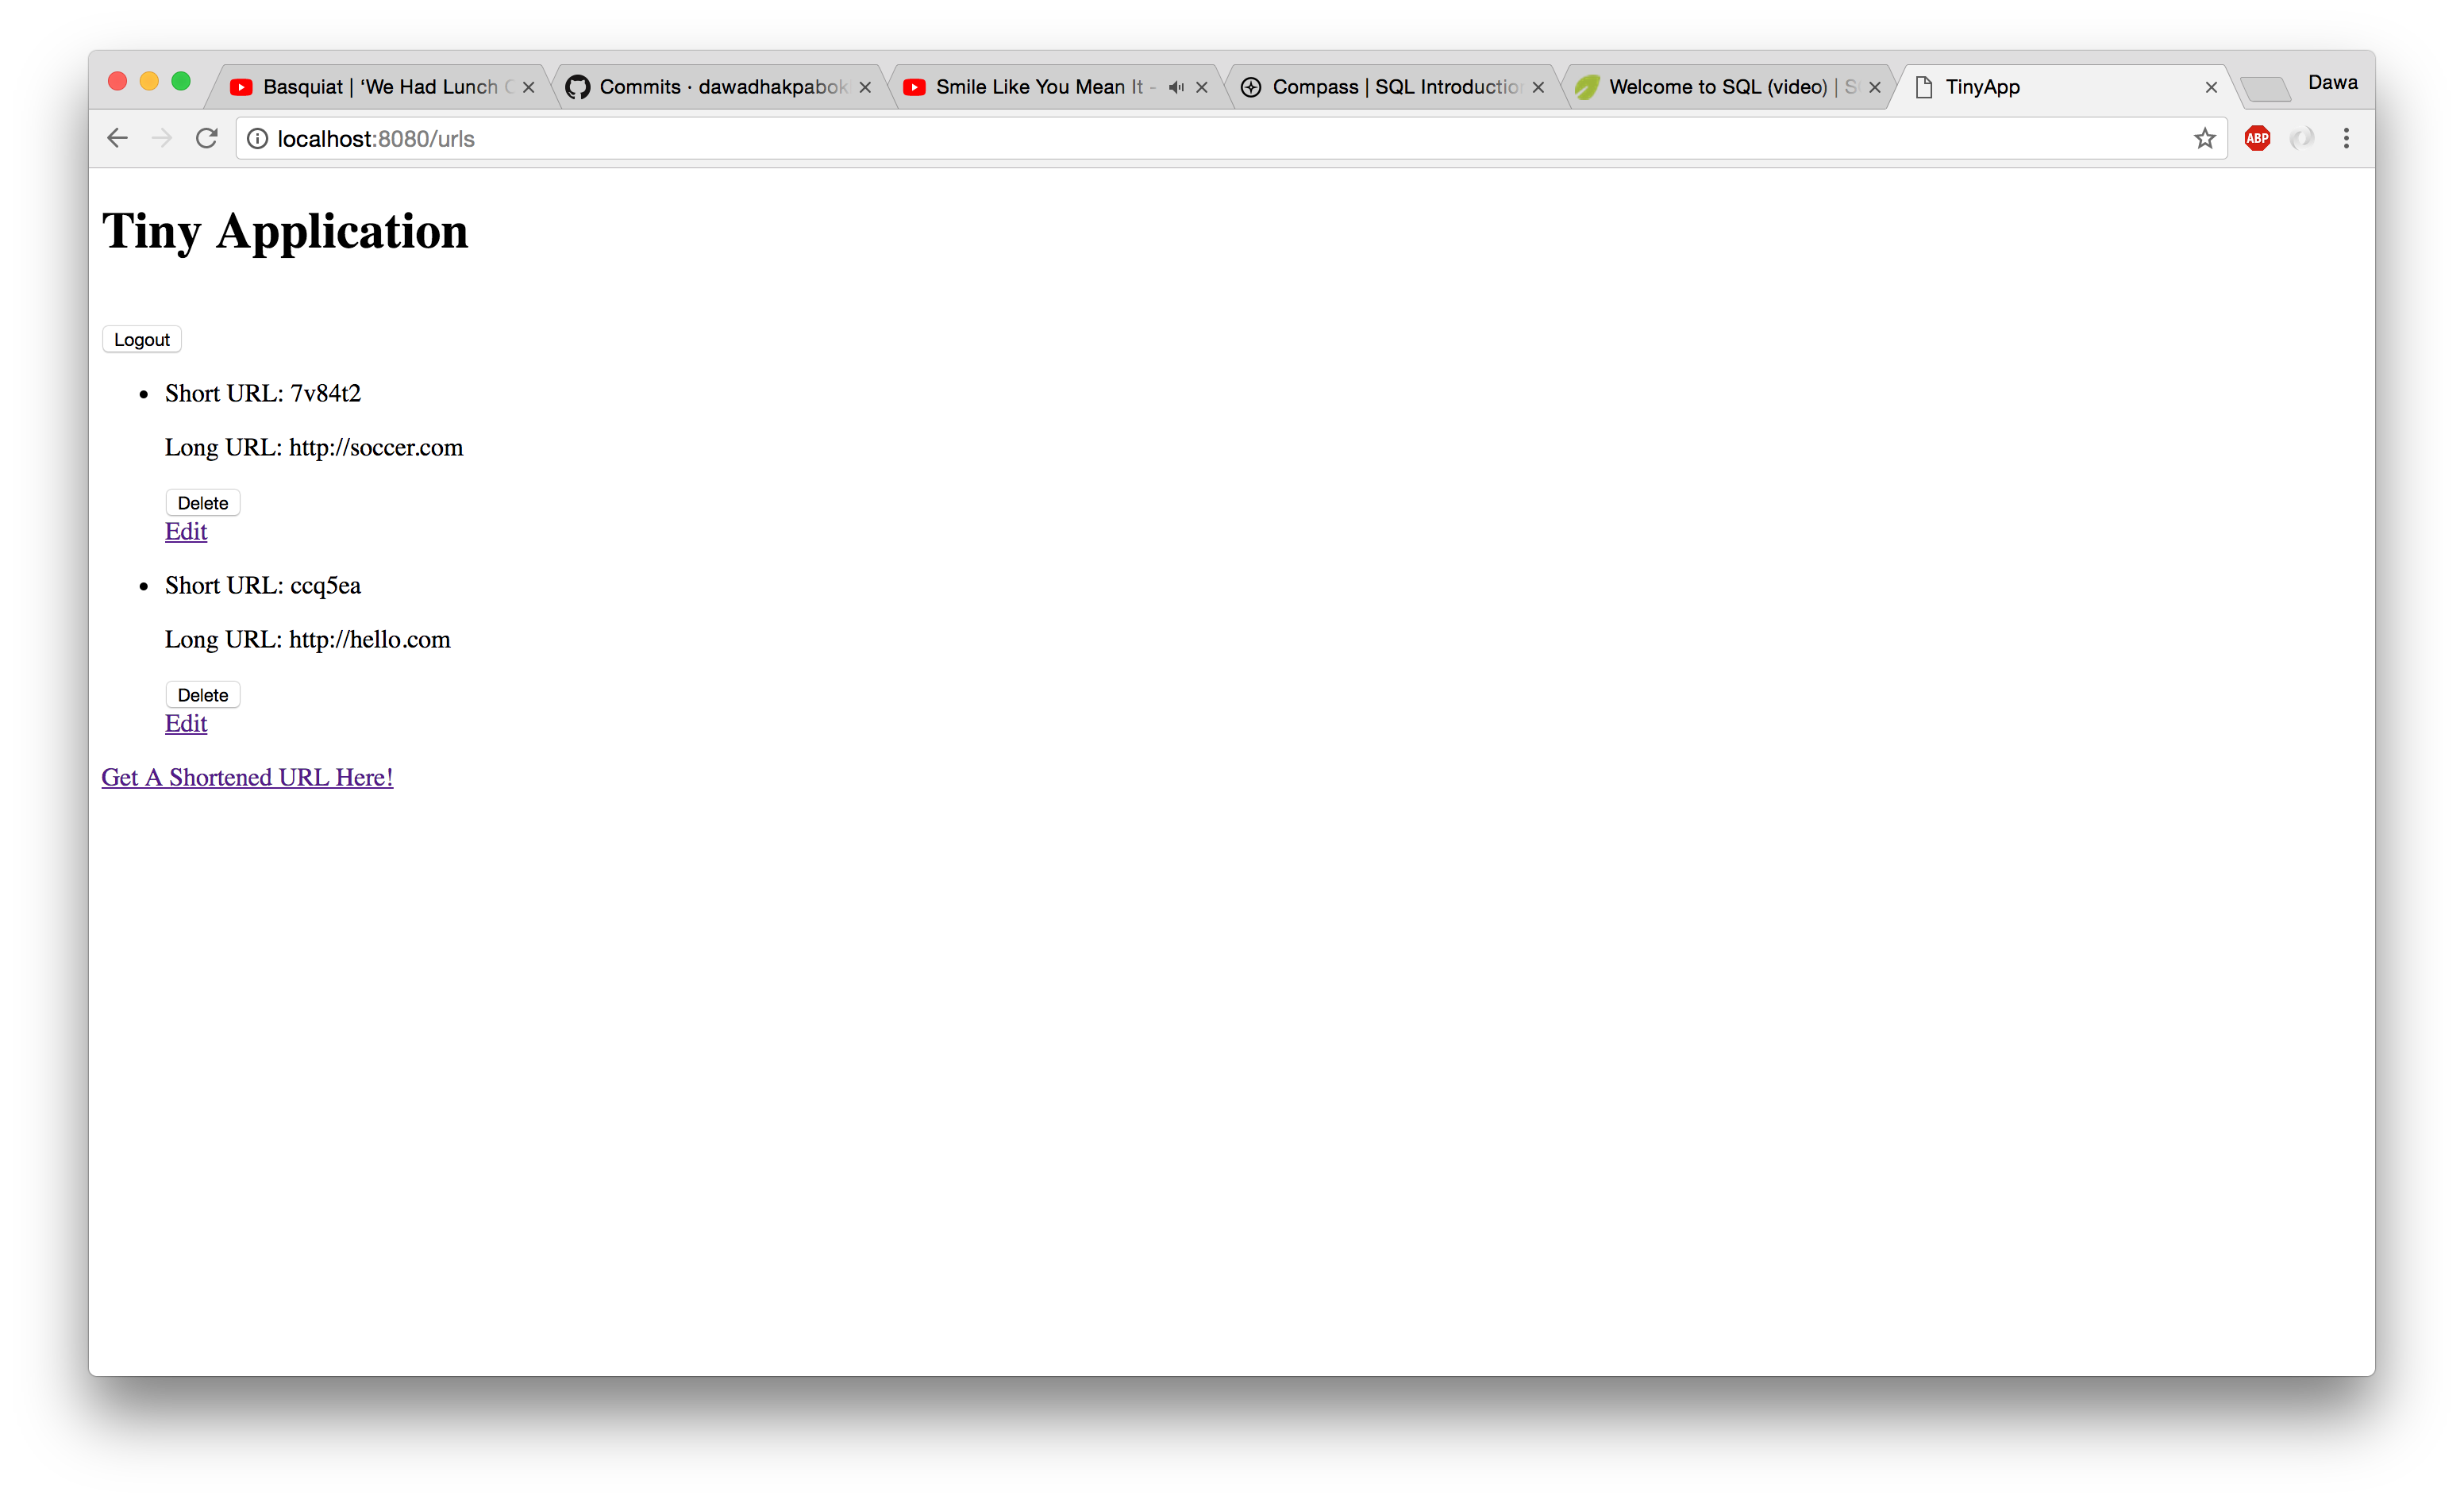 Basquiat | ‘We Had Lunch
Commits · dawadhakpabok
Smile Like You Mean It -
Compass | SQL Introduction
Welcome to SQL (video) | S
TinyApp
Dawa
localhost:8080/urls
ABP
Tiny Application
Logout
Short URL: 7v84t2
Long URL: http://soccer.com
Delete
Edit
Short URL: ccq5ea
Long URL: http://hello.com
Delete
Edit
Get A Shortened URL Here!